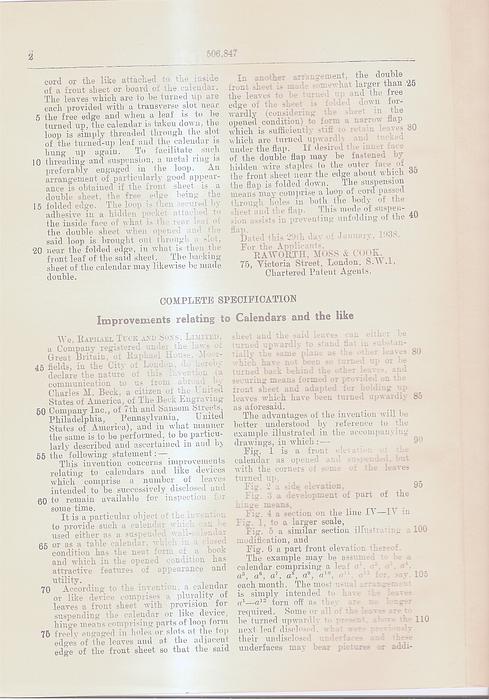 2
506,847
cord or the like attached to the inside
of a front sheet or board of the calendar.
The leaves which are to be turned up are
each provided with a transverse slot near
5 the free edge and when a leaf is to be
turned up, the calendar is taken down, the
loop is simply threaded through the slot
of the turned-up leaf and the calendar is
hung up again. To facilitate such
10 threading and suspension, a metal ring is
preferably engaged in the loop. An
arrangement of particularly good appear-
ance is obtained if the front sheet is a
double sheet, the free edge being the
15 folded edge. The loop is then secured by
adhesive in a hidden pocket attached to
the inside face of what is the rear leaf of
the double sheet when opened and the
said loop is brought out through a slot,
20 near the folded edge, in what is then the
front leaf of the said sheet. The backing
sheet of the calendar may likewise be made
double.
In another arrangement, the double
front sheet is made somewhat larger than 25
the leaves to be turned up and the free
edge of the sheet is folded down for-
wardly (considering the sheet in the
opened condition) to form a narrow flap
which is sufficiently stiff to retain leaves 30
which are turned upwardly and tucked
under the flap. If desired the inner face
of the double flap may be fastened by
hidden wire staples to the outer face of
the front sheet near the edge about which 35
the flap is folded down. The suspension
means may comprise a loop of cord passed
through holes in both the body of the
sheet and the flap. This mode of suspen-
sion assists in preventing unfolding of the 40
flap.
Dated this 29th day of January, 1938.
For the Applicants,
RAWORTH, MOSS & COOK,
75, Victoria Street, London, S.W.1,
Chartered Patent Agents.
COMPLETE SPECIFICATION
Improvements relating to Calendars and the like
We, RAPHAEL TUCK AND SONS, LIMITED,
a Company registered under the laws of
Great Britain, of Raphael House, Moor-
45 fields, in the City of London, do hereby
declare the nature of this invention (a
communication to us from abroad by
Charles M. Beck, a citizen of the United
States of America, of The Beck Engraving
50 Company Inc., of 7th and Sansom Streets,
Philadelphia, Pennsylvania, United
States of America), and in what manner
the same is to be performed, to be particu-
larly described and ascertained in and by
55 the following statement:—
This invention concerns improvements
relating to calendars and like devices
which comprise a number of leaves
intended to be successively disclosed and
60 to remain available for inspection for
some time.
It is a particular object of the invention
to provide such a calendar which can be
used either as a suspended wall-calendar
65 or as a table calendar, which in a closed
condition has the neat form of a book
and which in the opened condition has
attractive features of appearance and
utility.
70 According to the invention, a calendar
or like device comprises a plurality of
leaves a front sheet with provision for
suspending the calendar or like device,
hinge means comprising parts of loop form
75 freely engaged in holes or slots at the top
edges of the leaves and at the adjacent
edge of the front sheet so that the said
sheet and the said leaves can either be
turned upwardly to stand flat in substan-
tially the same plane as the other leaves 80
which have not been so turned up or be
turned back behind the other leaves, and
securing means formed or provided on the
front sheet and adapted for holding up
leaves which have been turned upwardly 85
as aforesaid.
The advantages of the invention will be
better understood by reference to the
example illustrated in the accompanying
drawings, in which:— 90
Fig. 1 is a front elevation of the
calendar as opened and suspended, but
with the corners of some of the leaves
turned up,
Fig. 2 a side elevation, 95
Fig. 3 a development of part of the
hinge means,
Fig. 4 a section on the line IV—IV in
Fig. 1, to a larger scale,
Fig. 5 a similar section illustrating a 100
modification, and
Fig. 6 a part front elevation thereof.
The example may be assumed to be a
calendar comprising a leaf
for, say, 105
each month. The most usual arrangement
is simply intended to have the leaves
a¹—a¹² torn off as they are no longer
required. Some or all of the leaves are to
be turned upwardly to present, above the 110
next leaf disclosed, what were previously
their undisclosed underfaces and these
underfaces may bear pictures or addi-